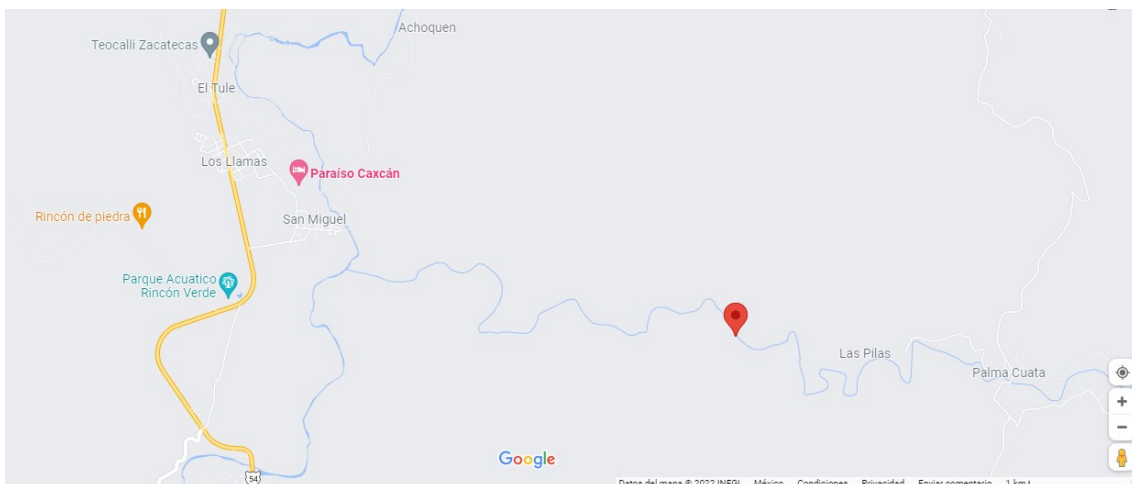 Achoquen
Teocalli Zacatecas
El Tule
Los Llamas
Paraíso Caxcán
Rincón de piedra
San Miguel
Parque Acuatico
Rincón Verde
Las Pilas
Palma Cuata
Google
54
Datos del mapa © 2022 INEGI México Condiciones Privacidad Enviar comentario 1 km